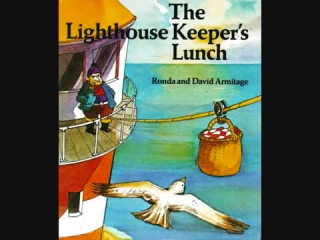 The
Lighthouse Keeper's
Lunch
Ronda and David Armitage